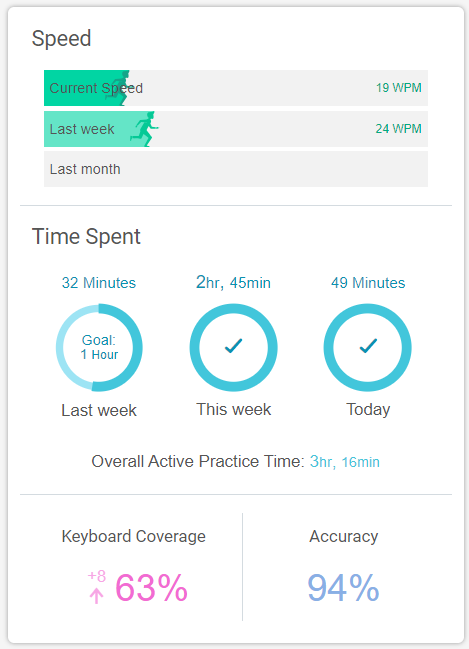 Speed
Current Speed 19 WPM
Last week 24 WPM
Last month
Time Spent
32 Minutes 2hr, 45min 49 Minutes
Goal:
1 Hour
Last week This week Today
Overall Active Practice Time: 3hr, 16min
Keyboard Coverage Accuracy
+8
63% 94%